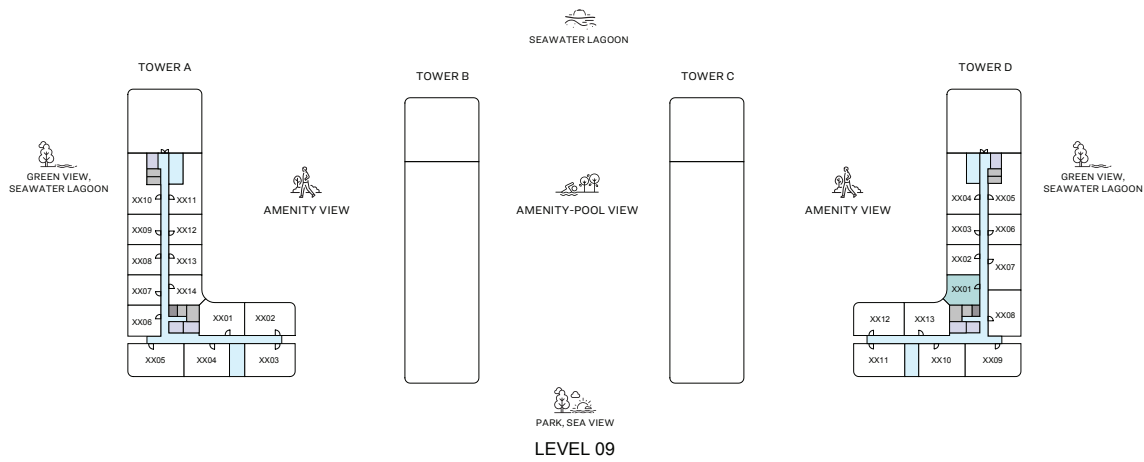 SEAWATER LAGOON
TOWER A
TOWER B
TOWER C
TOWER D
GREEN VIEW,
SEAWATER LAGOON
AMENITY VIEW
AMENITY-POOL VIEW
AMENITY VIEW
GREEN VIEW,
SEAWATER LAGOON
XX10 XX11
XX09 XX12
XX08 XX13
XX07 XX14
XX06 XX01 XX02
XX05 XX04 XX03
XX04 XX05
XX03 XX06
XX02 XX07
XX01
XX12 XX13 XX08
XX11 XX10 XX09
PARK, SEA VIEW
LEVEL 09